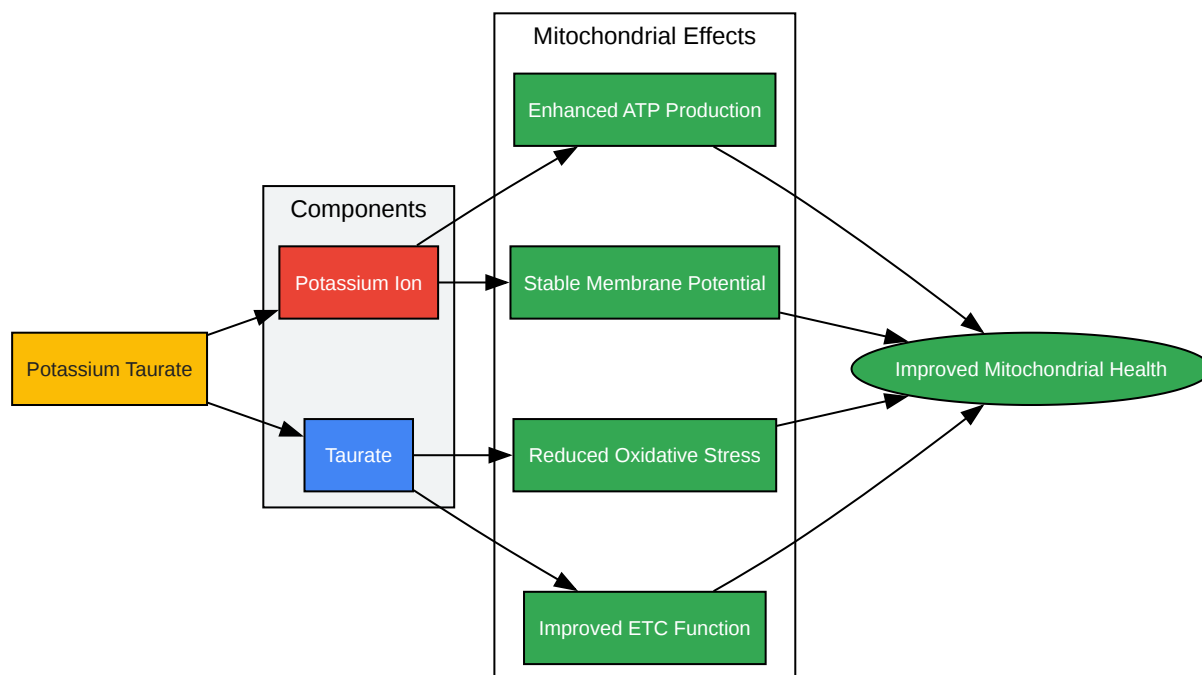 Mitochondrial Effects
Enhanced ATP Production
Components
Potassium Ion
Stable Membrane Potential
Potassium Taurate
Improved Mitochondrial Health
Taurate
Reduced Oxidative Stress
Improved ETC Function